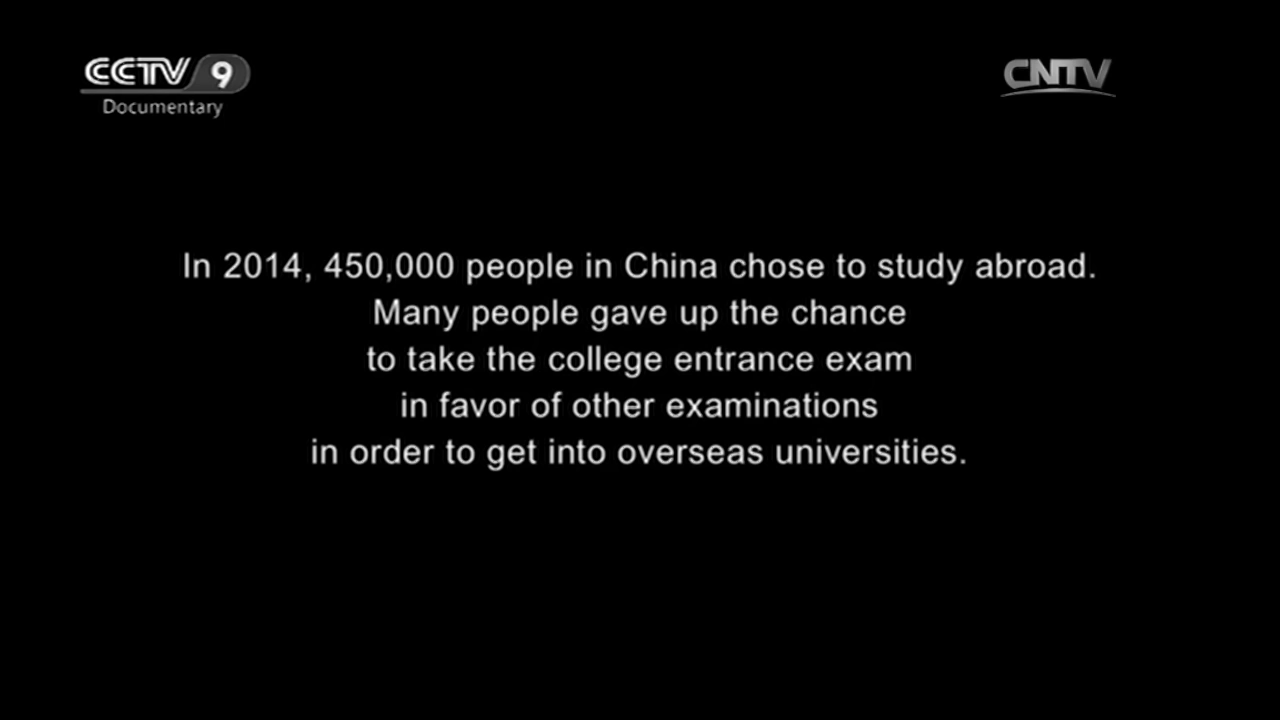 CCTV 9
Documentary
CNTV
In 2014, 450,000 people in China chose to study abroad.
Many people gave up the chance
to take the college entrance exam
in favor of other examinations
in order to get into overseas universities.